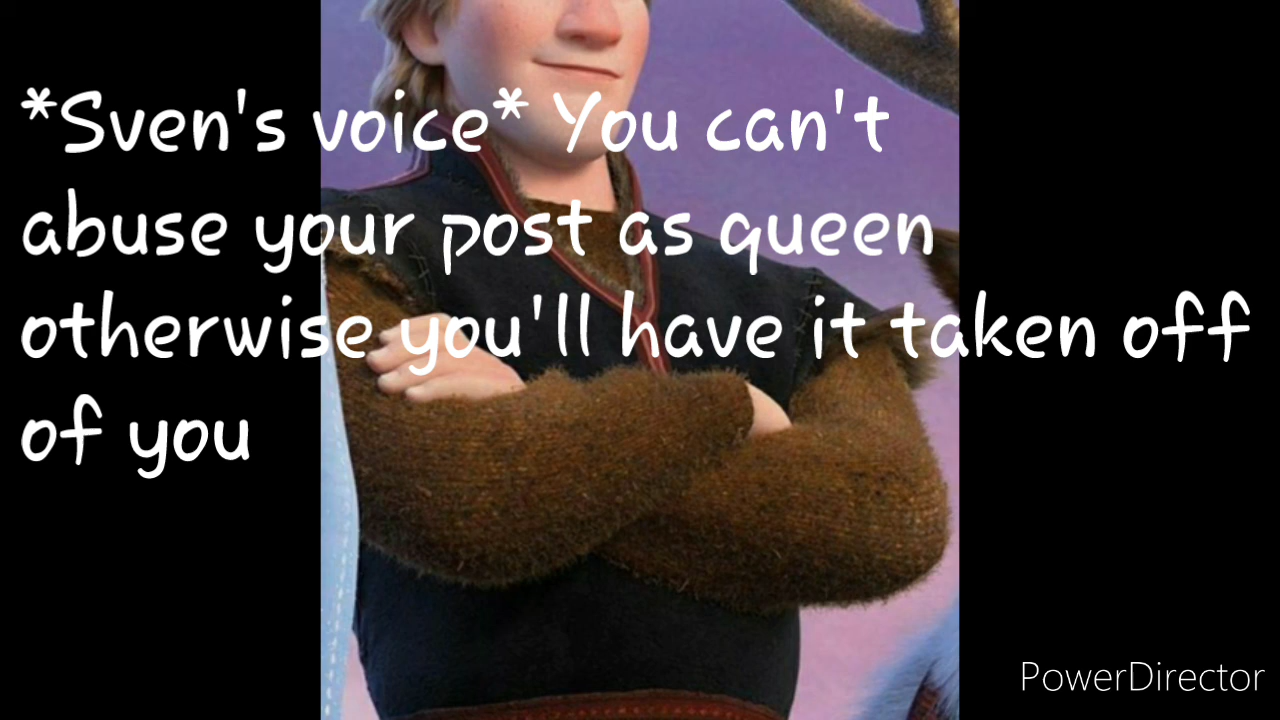 *Sven's voice* You can't
abuse your post as queen
otherwise you'll have it taken off
of you
PowerDirector